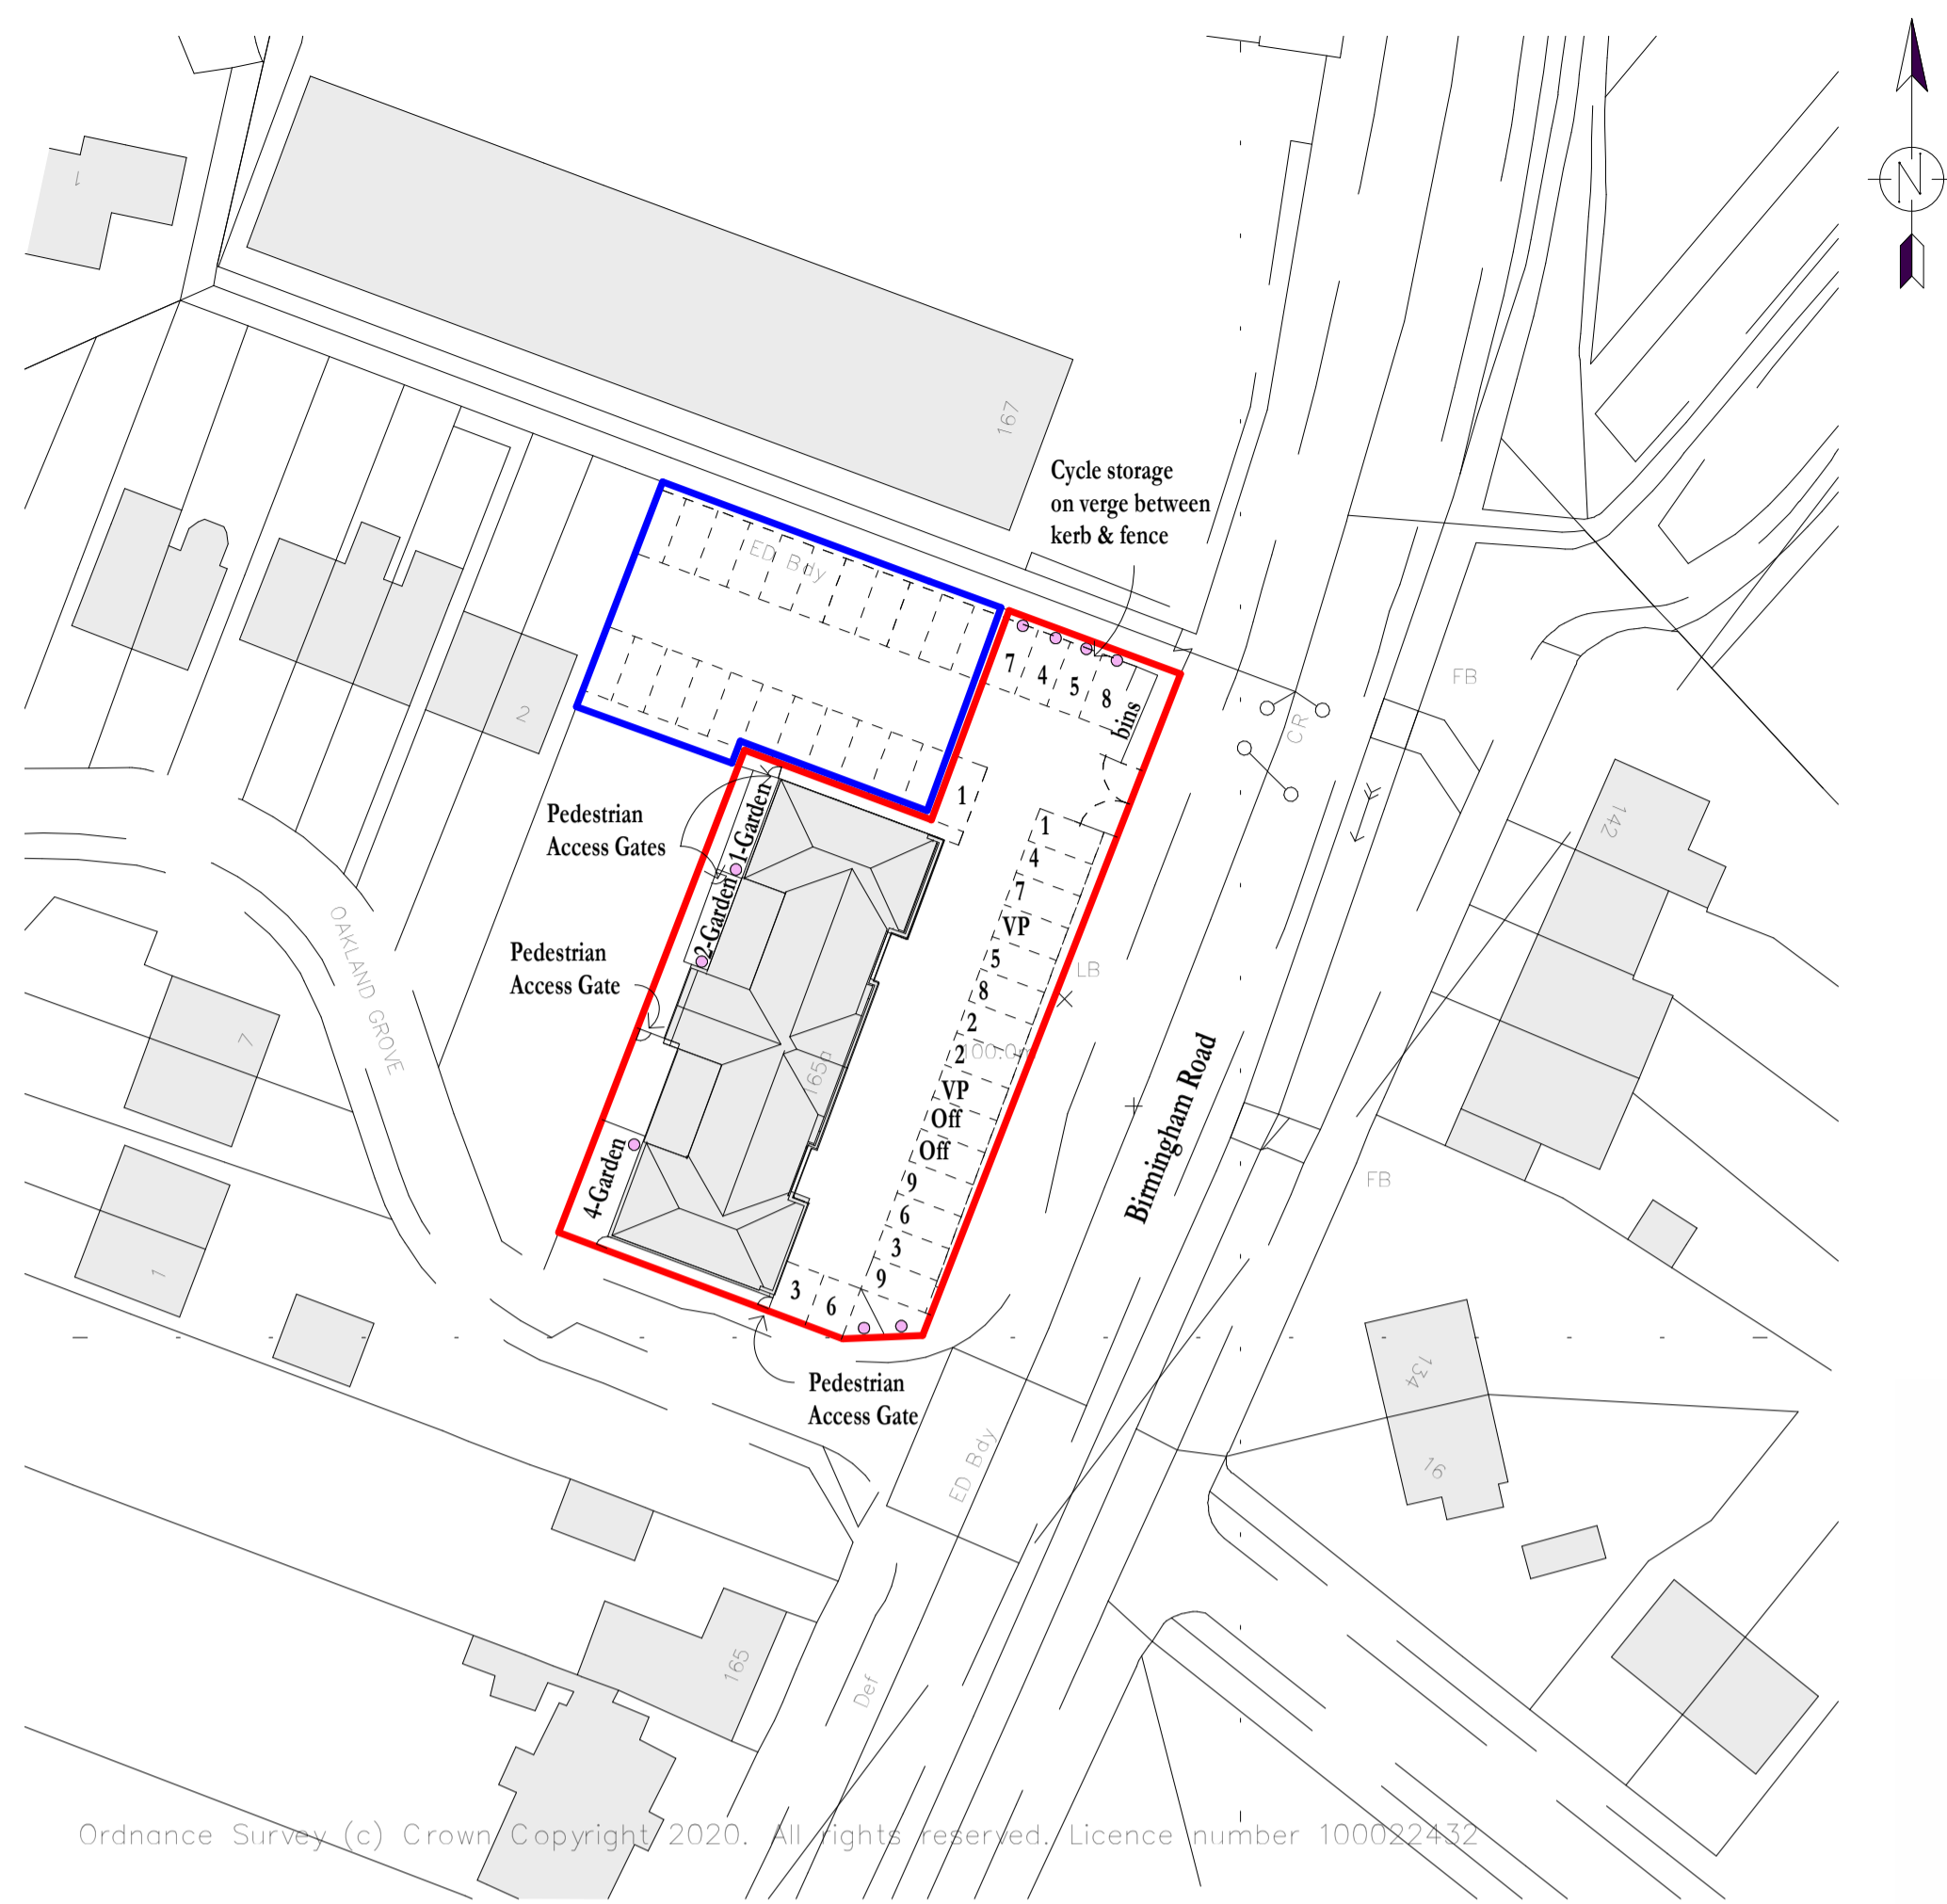 N
1
167
Cycle storage
on verge between
kerb & fence
ED Bdy
7
4
5
8
bins
CR
FB
2
142
Pedestrian
Access Gates
1-Garden
1
1
4
7
VP
5
8
2
2
VP
Off
Off
9
6
3
9
2-Garden
Pedestrian
Access Gate
OAKLAND GROVE
LB
100.0
7
165a
Birmingham Road
FB
4-Garden
1
3
6
134
16
Pedestrian
Access Gate
ED Bdy
165
Def
Ordnance Survey (c) Crown Copyright 2020. All rights reserved. Licence number 100022432